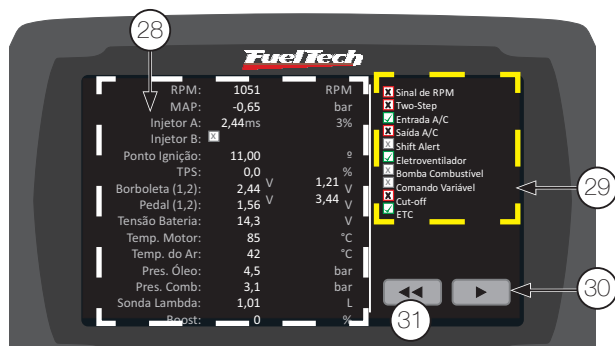 28
FuelTech
RPM: 1051 RPM
MAP: -0,65 bar
Injetor A: 2,44ms 3%
Injetor B: x
Ponto Ignição: 11,00 º
TPS: 0,0 %
Borboleta (1,2): 2,44 V 1,21 V
Pedal (1,2): 1,56 V 3,44 V
Tensão Bateria: 14,3 V
Temp. Motor: 85 °C
Temp. do Ar: 42 °C
Pres. Óleo: 4,5 bar
Pres. Comb: 3,1 bar
Sonda Lambda: 1,01 L
Boost: 0 %
Sinal de RPM
Two-Step
Entrada A/C
Saída A/C
Shift Alert
Eletroventilador
Bomba Combustível
Comando Variável
Cut-off
ETC
29
30
31